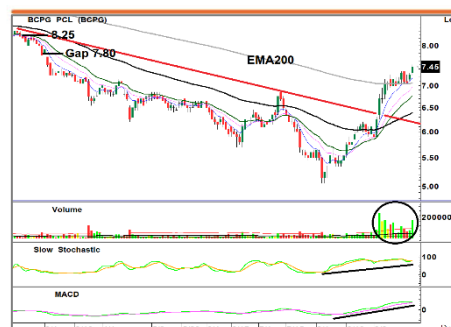 BCPG PCL (BCPG)
Lo
8.25
Gap 7.80
EMA200
8.00
7.45
7.00
6.50
6.00
5.50
5.00
Volume
200000
Slow Stochastic
100
0
MACD
0